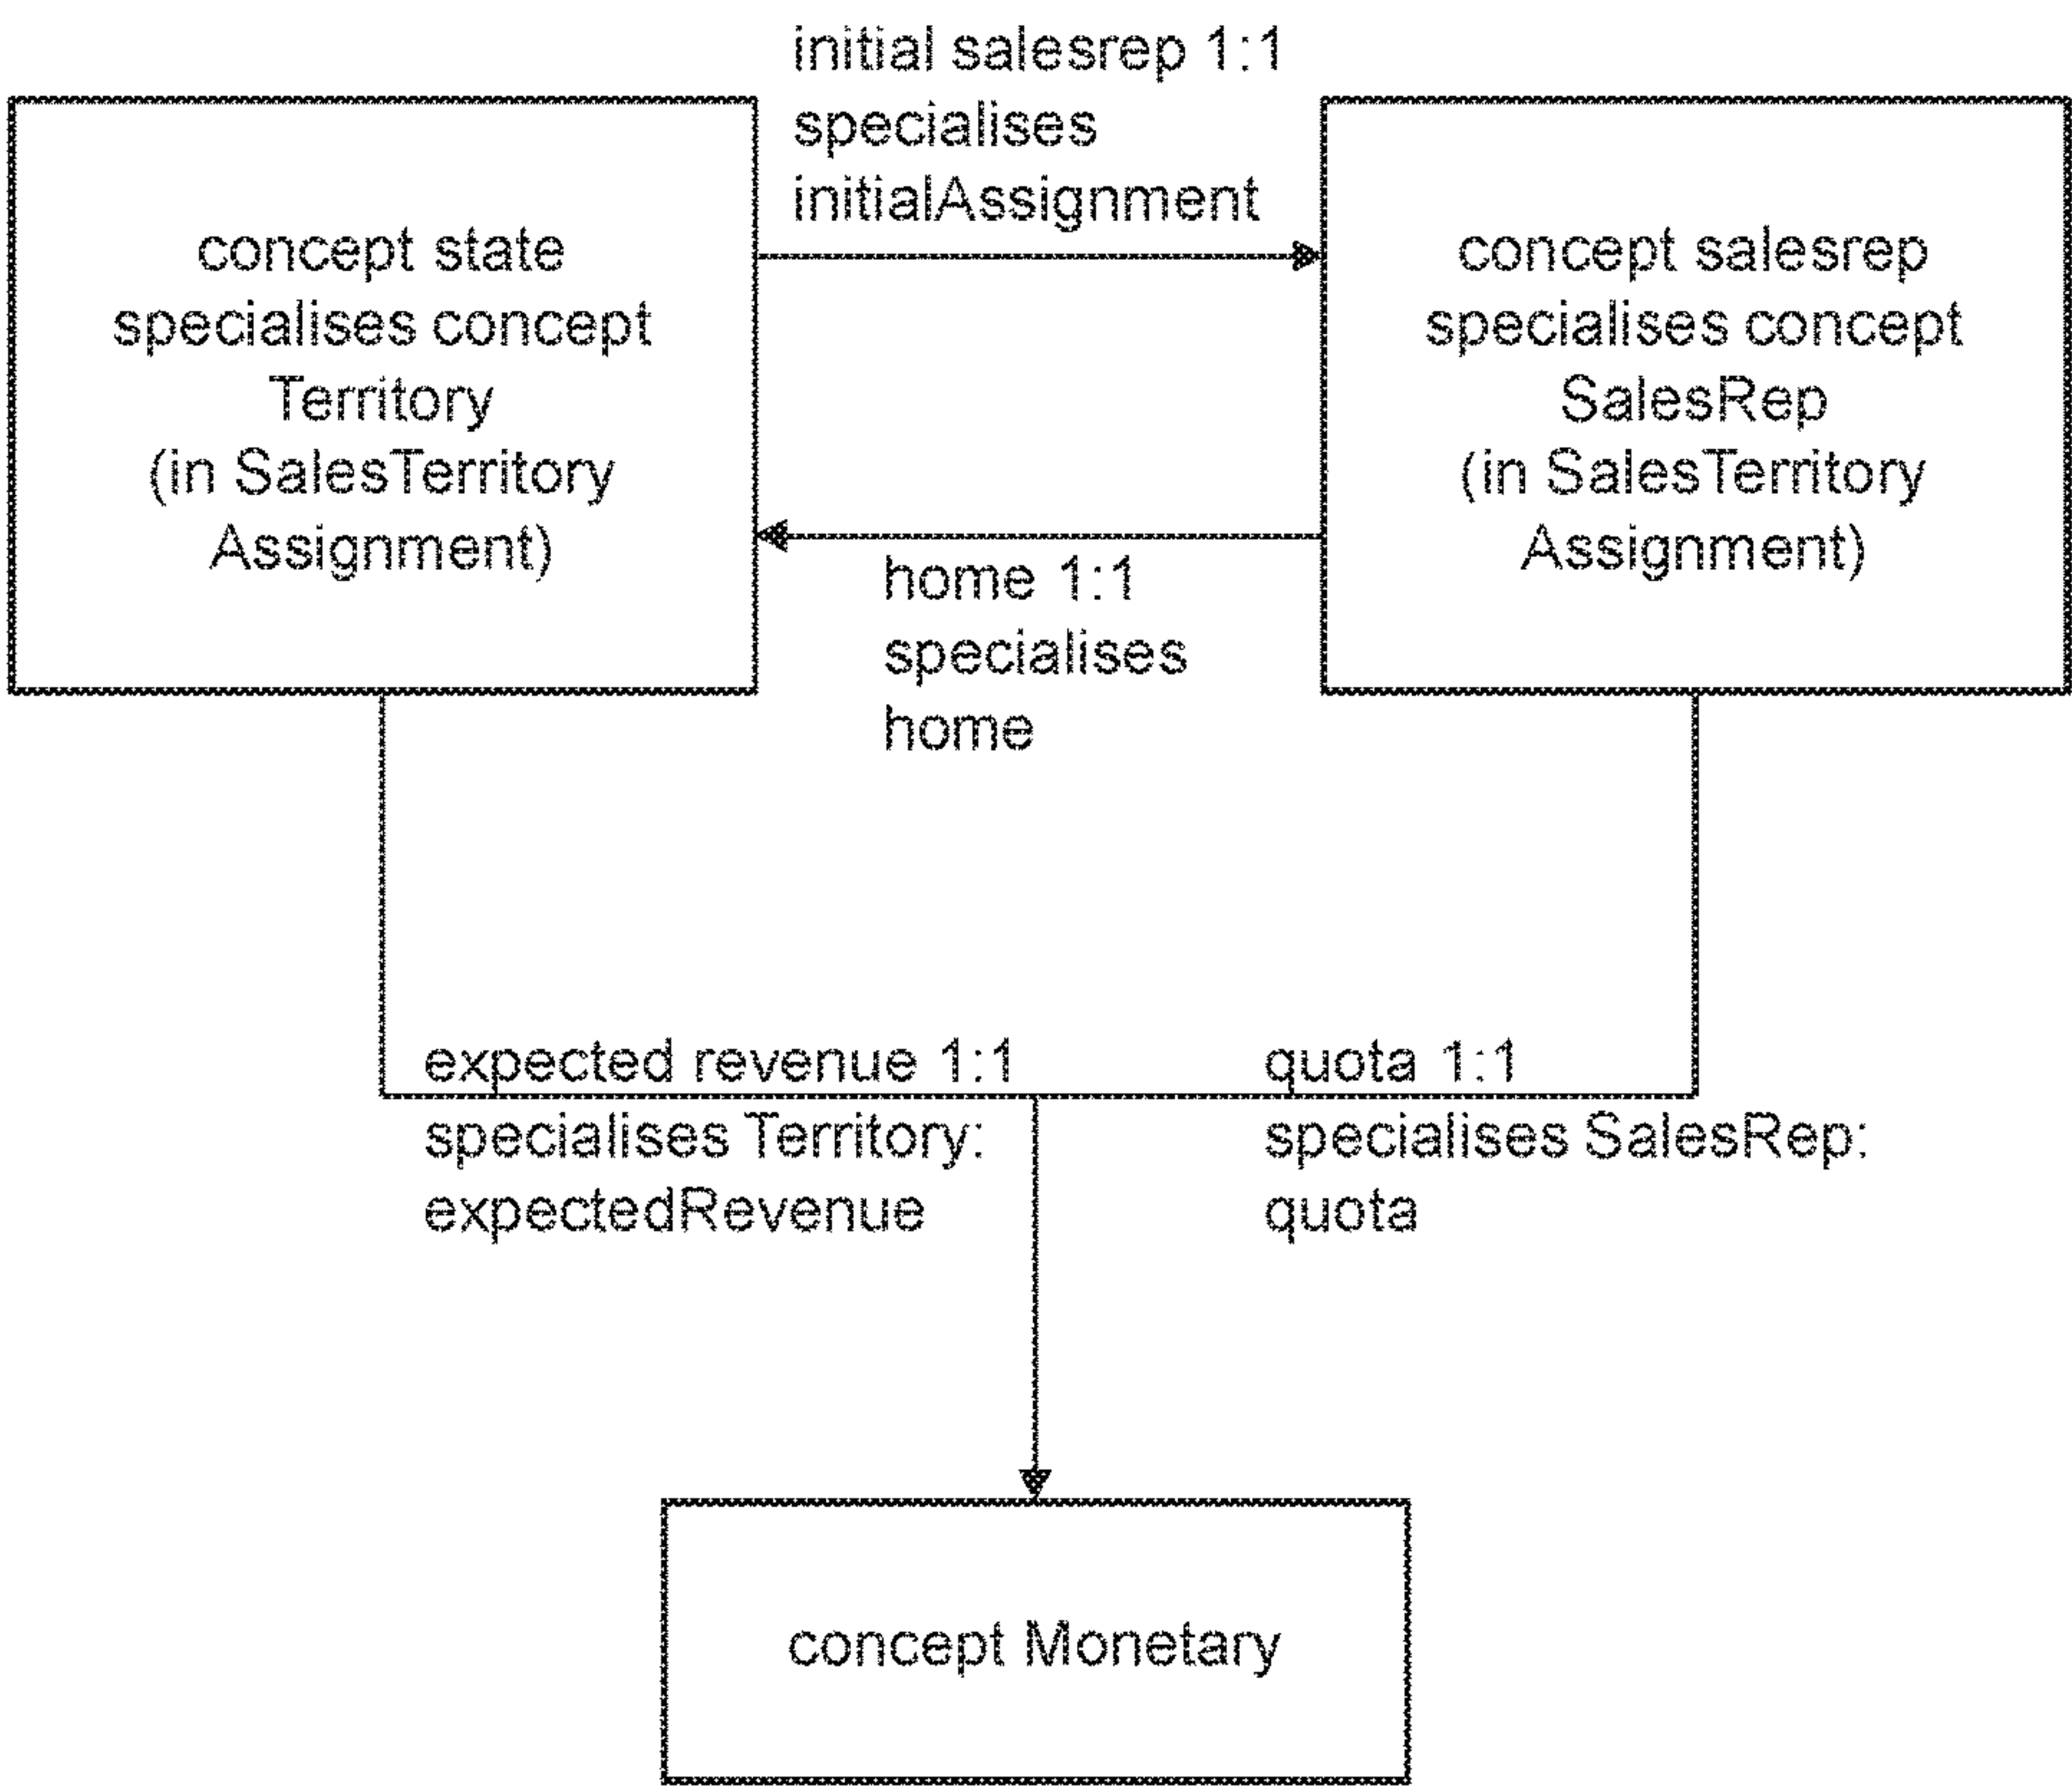 initial salesrep 1:1
specialises
initialAssignment
concept state
specialises concept
Territory
(in SalesTerritory
Assignment)
concept salesrep
specialises concept
SalesRep
(in SalesTerritory
Assignment)
home 1:1
specialises
home
expected revenue 1:1
specialises Territory:
expectedRevenue
quota 1:1
specialises SalesRep:
quota
concept Monetary